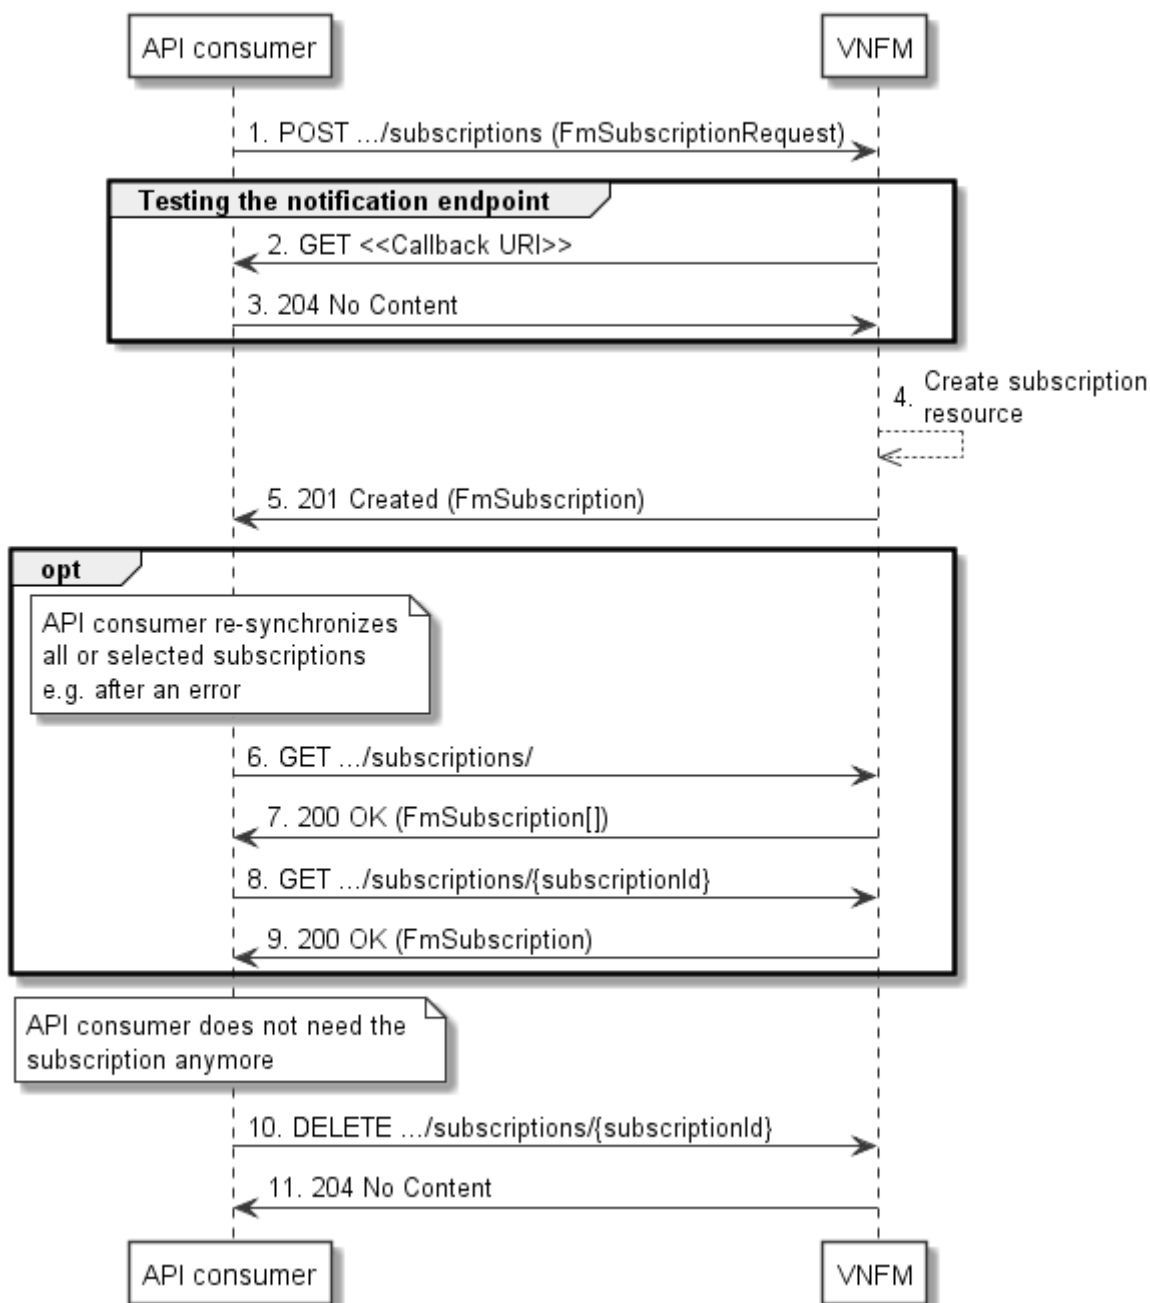 API consumer
VNFM
1. POST .../subscriptions (FmSubscriptionRequest)
Testing the notification endpoint
2. GET <<Callback URI>>
3. 204 No Content
4. Create subscription
resource
5. 201 Created (FmSubscription)
opt
API consumer re-synchronizes
all or selected subscriptions
e.g. after an error
6. GET .../subscriptions/
7. 200 OK (FmSubscription[])
8. GET .../subscriptions/{subscriptionId}
9. 200 OK (FmSubscription)
API consumer does not need the
subscription anymore
10. DELETE .../subscriptions/{subscriptionId}
11. 204 No Content
API consumer
VNFM